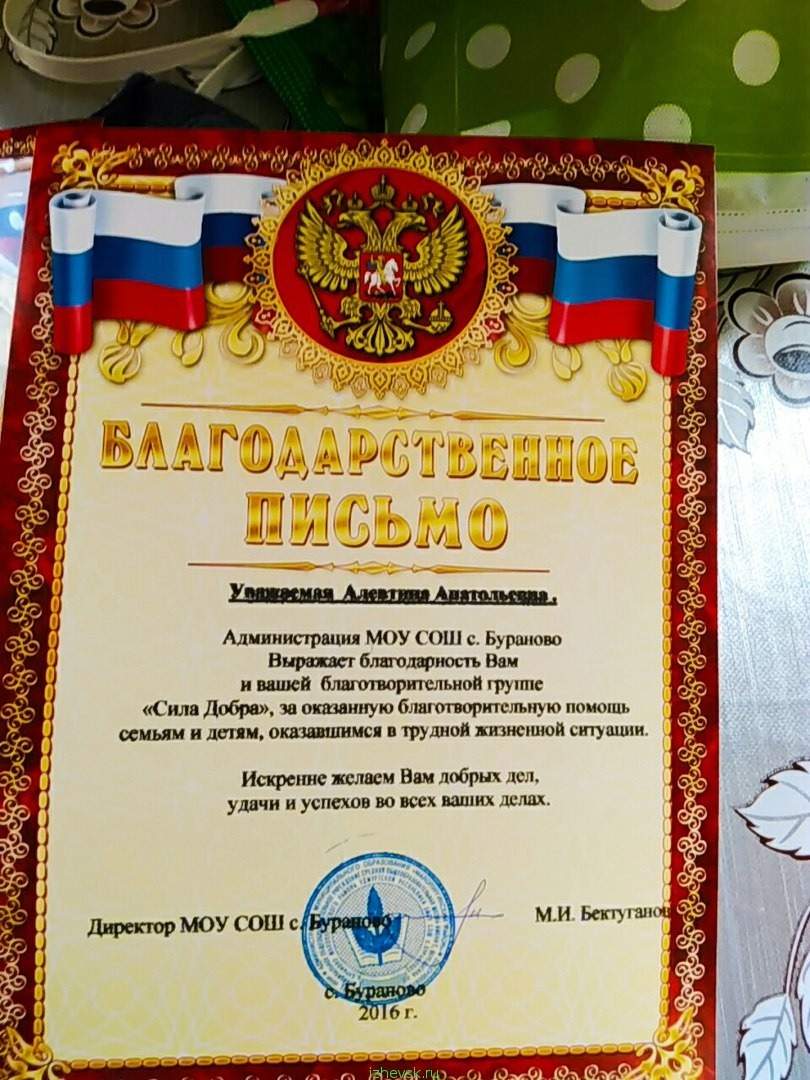 БЛАГОДАРСТВЕННОЕ
ПИСЬМО
Уважаемая Алевтина Анатольевна.
Администрация МОУ СОШ с. Бураново
Выражает благодарность Вам
и вашей благотворительной группе
«Сила Добра», за оказанную благотворительную помощь
семьям и детям, оказавшимся в трудной жизненной ситуации.
Искренне желаем Вам добрых дел,
удачи и успехов во всех ваших делах.
Директор МОУ СОШ с. Бураново М.И. Бектуганов
с. Бураново
2016 г.
izhevsk.ru